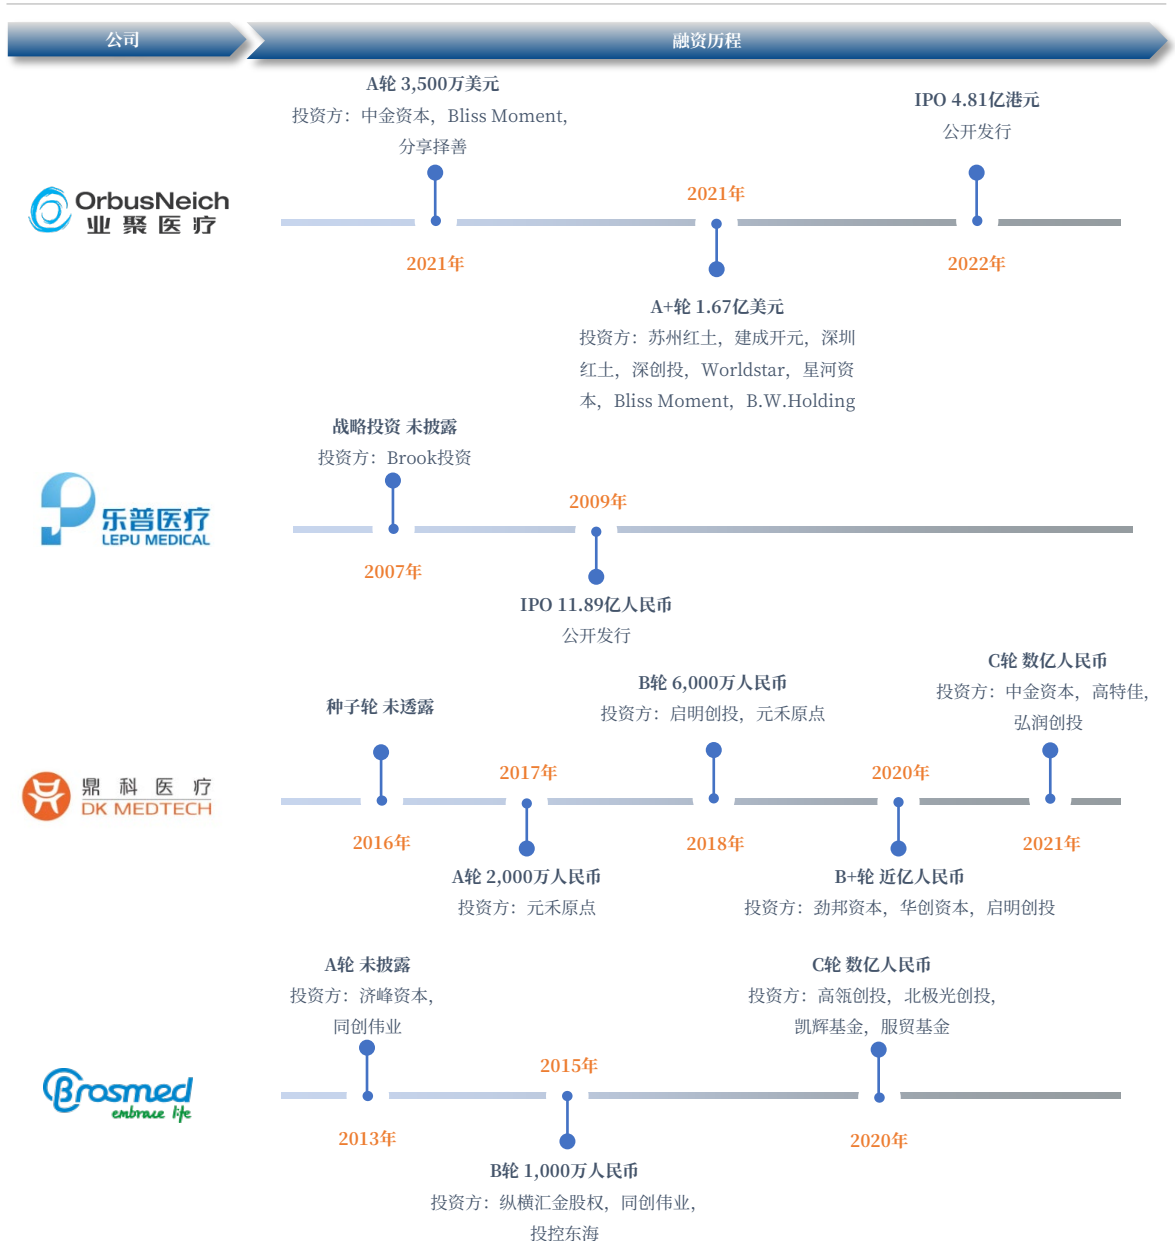 公司
融资历程
A轮 3,500万美元
投资方：中金资本，Bliss Moment，
分享择善
IPO 4.81亿港元
公开发行
OrbusNeich
业聚医疗
2021年
2021年
2022年
A+轮 1.67亿美元
投资方：苏州红土，建成开元，深圳
红土，深创投，Worldstar，星河资
本，Bliss Moment，B.W.Holding
战略投资 未披露
投资方：Brook投资
乐普医疗
LEPU MEDICAL
2009年
2007年
IPO 11.89亿人民币
公开发行
种子轮 未透露
B轮 6,000万人民币
投资方：启明创投，元禾原点
C轮 数亿人民币
投资方：中金资本，高特佳，
弘润创投
鼎科医疗
DK MEDTECH
2017年
2020年
2016年
2018年
2021年
A轮 2,000万人民币
投资方：元禾原点
B+轮 近亿人民币
投资方：劲邦资本，华创资本，启明创投
A轮 未披露
投资方：济峰资本，
同创伟业
C轮 数亿人民币
投资方：高瓴创投，北极光创投，
凯辉基金，服贸基金
Brosmed
embrace life
2015年
2013年
2020年
B轮 1,000万人民币
投资方：纵横汇金股权，同创伟业，
投控东海